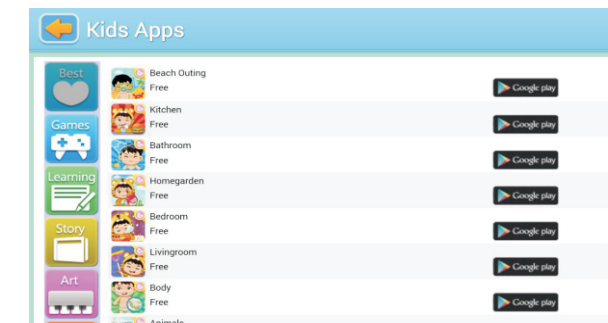 Kids Apps
Best
Games
Learning
Story
Art
Beach Outing
Free
Google play
Kitchen
Free
Google play
Bathroom
Free
Google play
Homegarden
Free
Google play
Bedroom
Free
Google play
Livingroom
Free
Google play
Body
Free
Google play
Animals